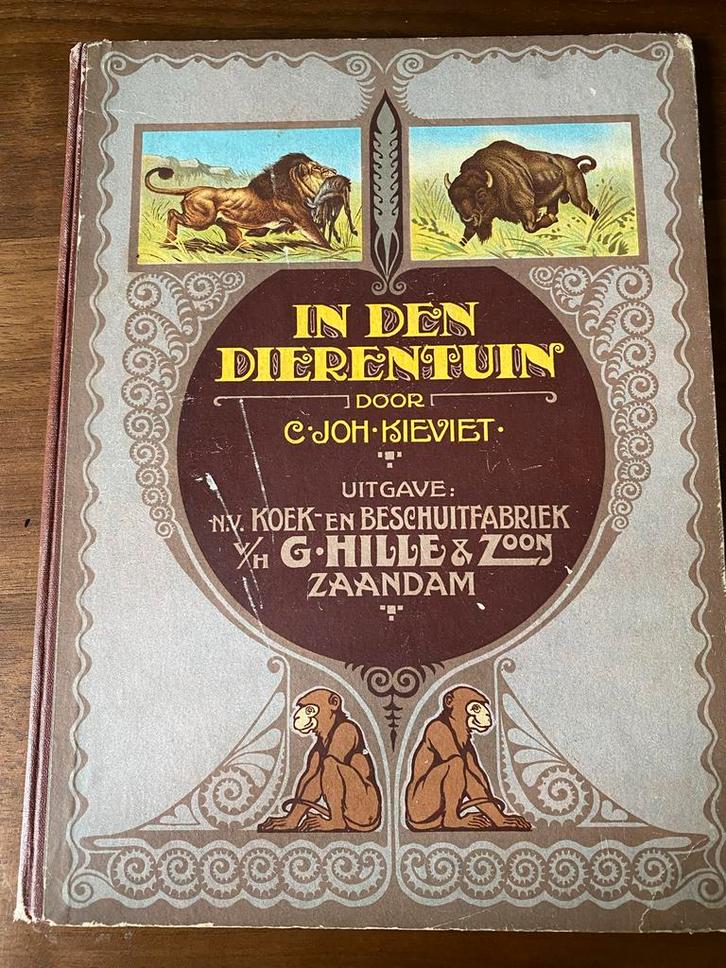 IN DEN
DIERENTUIN
DOOR
C·JOH·KIEVIET·
UITGAVE:
N.V. KOEK- EN BESCHUITFABRIEK
V/H G·HILLE & ZOON
ZAANDAM